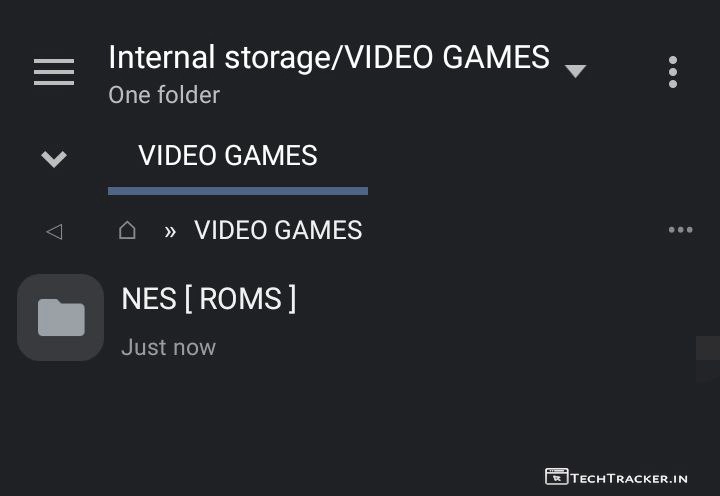 Internal storage/VIDEO GAMES
One folder
VIDEO GAMES
» VIDEO GAMES
NES [ ROMS ]
Just now
TECHTRACKER.IN